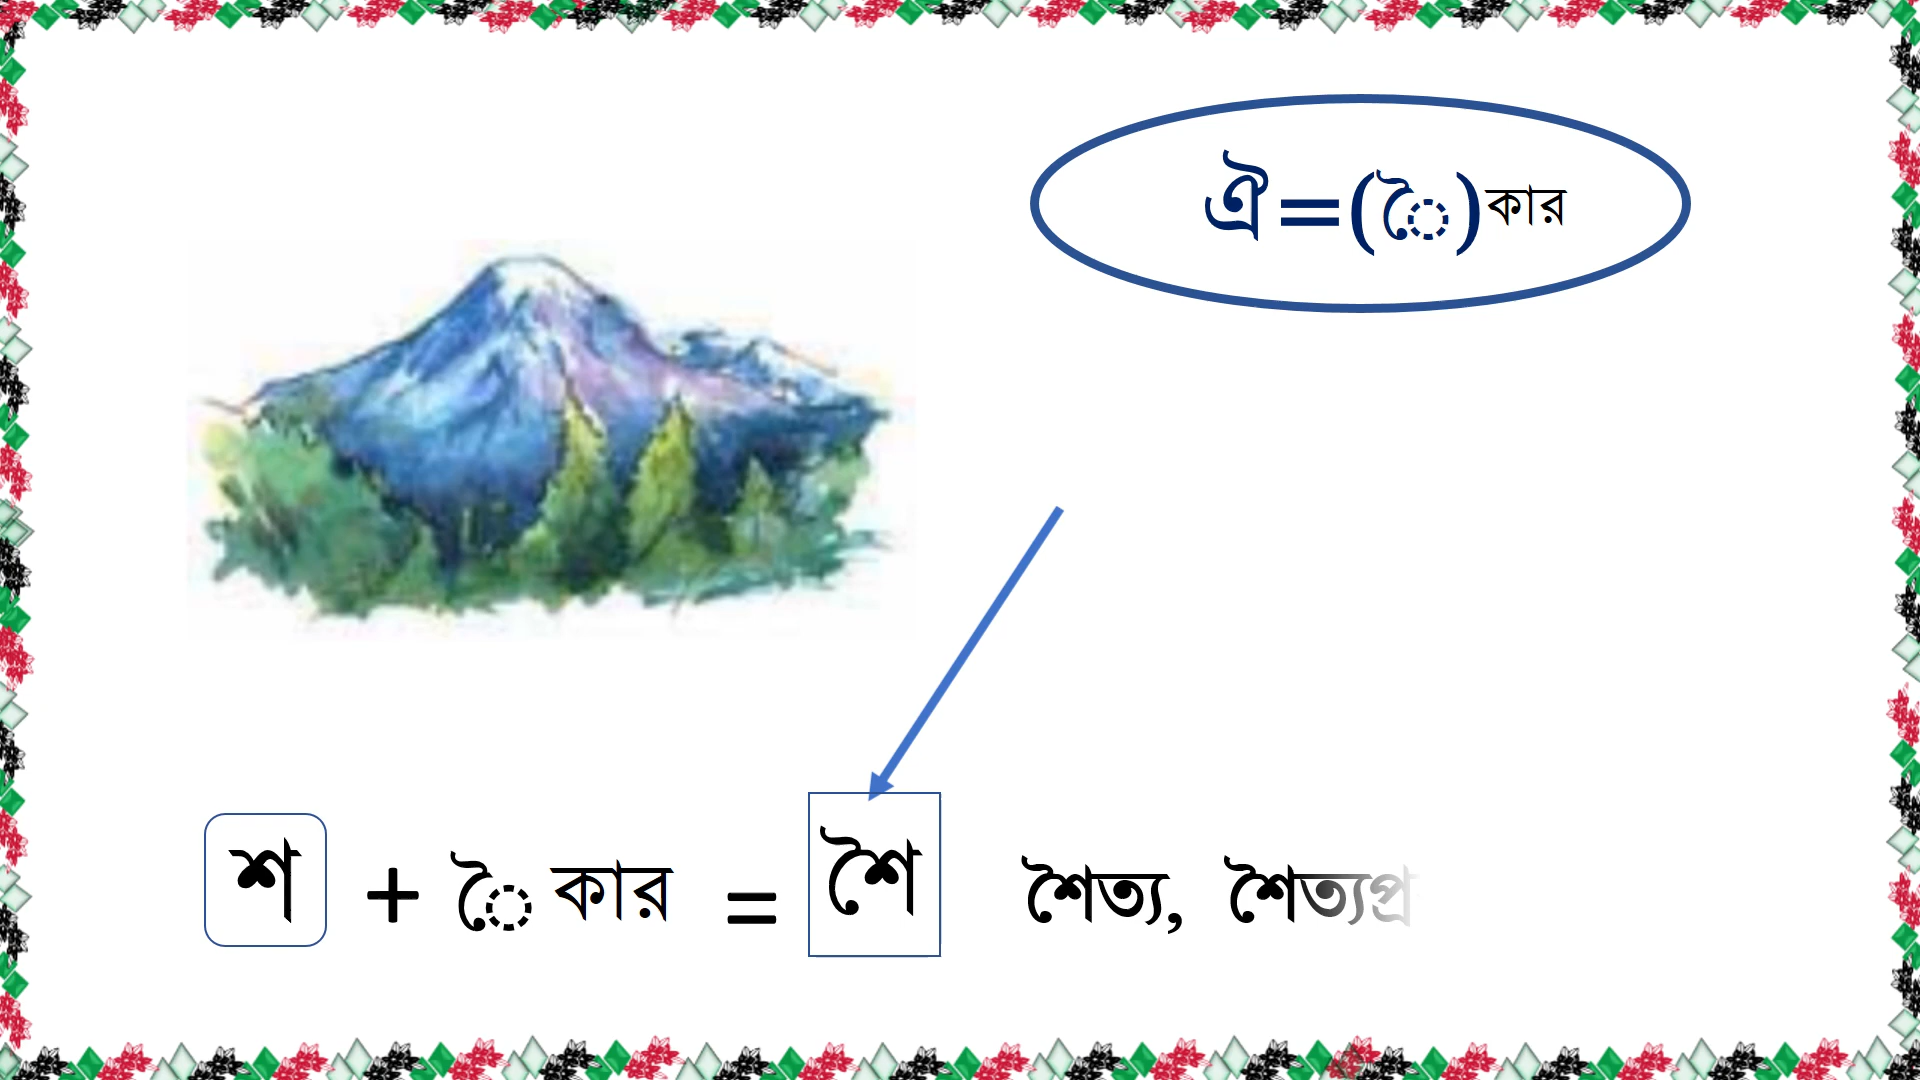 ঐ=(ৈ)কার
শ + ৈ কার = শৈ শৈত্য, শৈত্যপ্র